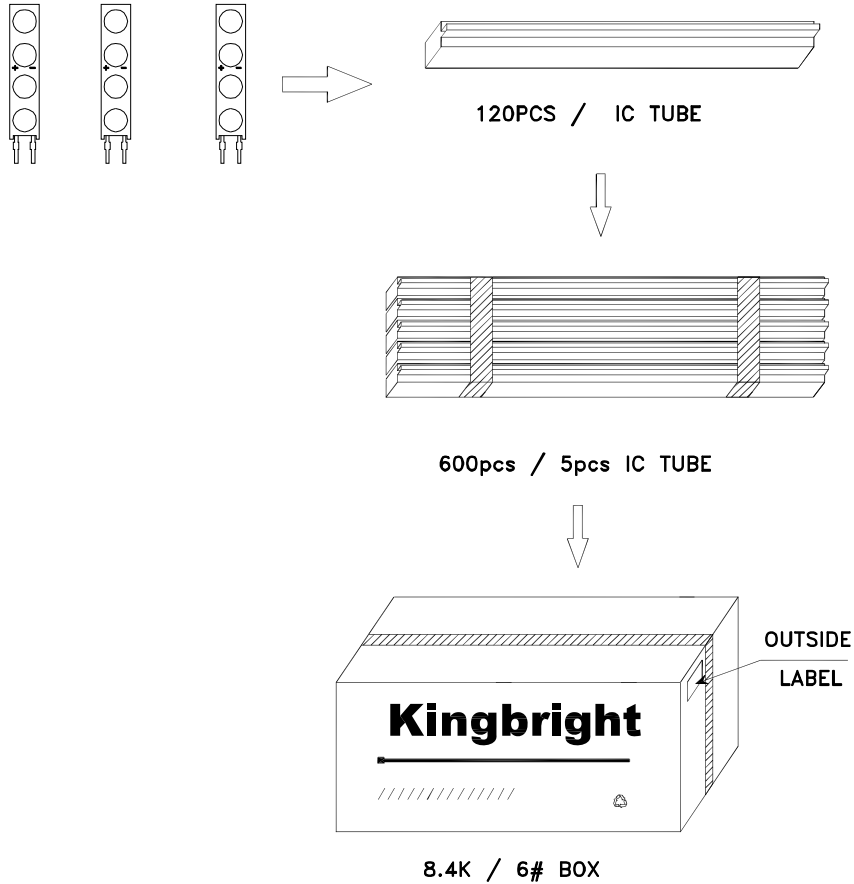 + -
+ -
+ -
120PCS / IC TUBE
600pcs / 5pcs IC TUBE
OUTSIDE
LABEL
Kingbright
8.4K / 6# BOX